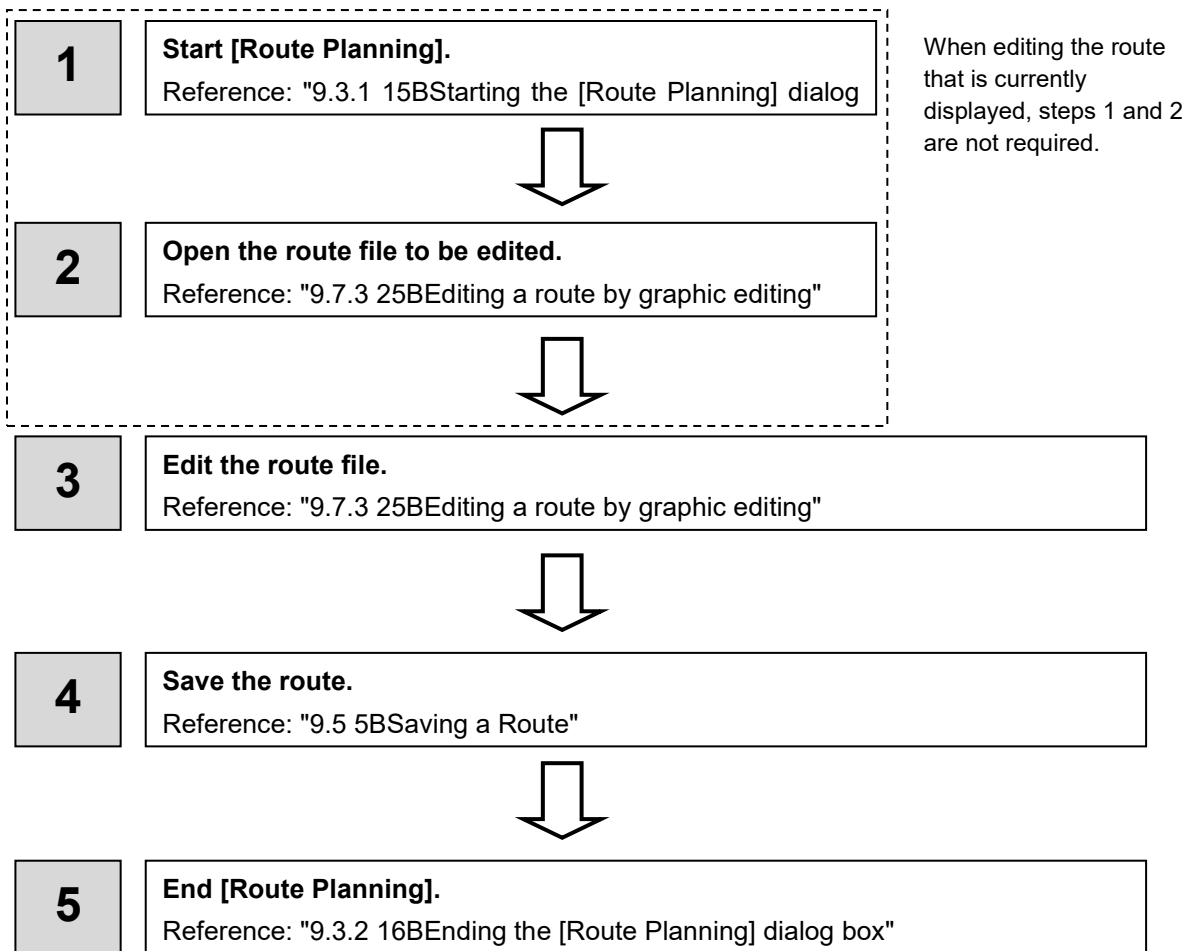 1
Start [Route Planning].
Reference: "9.3.1 15BStarting the [Route Planning] dialog
When editing the route
that is currently
displayed, steps 1 and 2
are not required.
2
Open the route file to be edited.
Reference: "9.7.3 25BEditing a route by graphic editing"
3
Edit the route file.
Reference: "9.7.3 25BEditing a route by graphic editing"
4
Save the route.
Reference: "9.5 5BSaving a Route"
5
End [Route Planning].
Reference: "9.3.2 16BEnding the [Route Planning] dialog box"